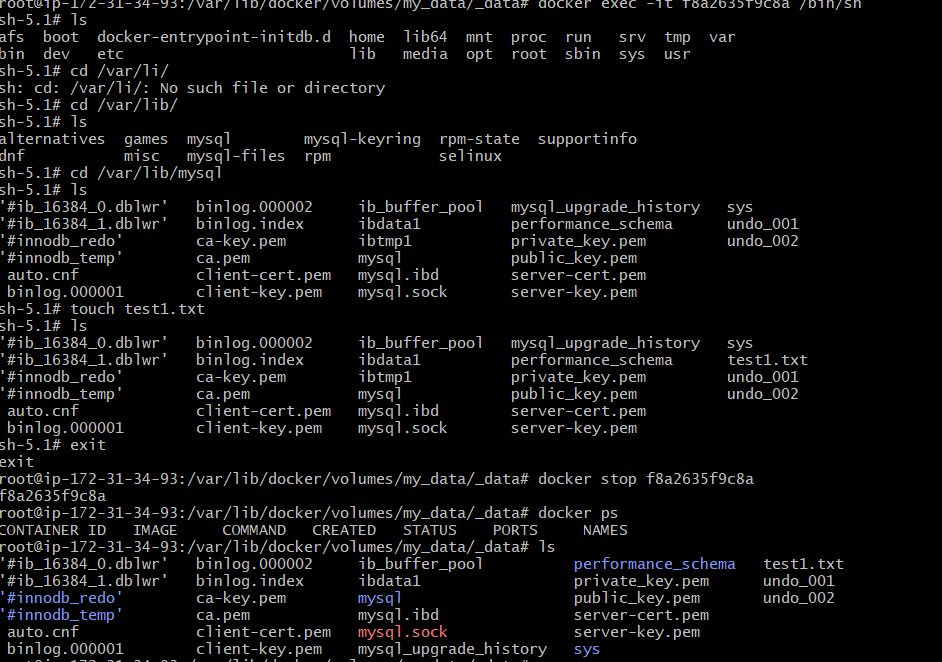 root@ip-172-31-34-93:/var/lib/docker/volumes/my_data/_data# docker exec -it f8a2635f9c8a /bin/sh
sh-5.1# ls
afs  boot  docker-entrypoint-initdb.d  home  lib64  mnt  proc  run   srv  tmp  var
bin  dev   etc                         lib   media  opt  root  sbin  sys  usr
sh-5.1# cd /var/li/
sh: cd: /var/li/: No such file or directory
sh-5.1# cd /var/lib/
sh-5.1# ls
alternatives  games  mysql        mysql-keyring  rpm-state  supportinfo
dnf           misc   mysql-files  rpm            selinux
sh-5.1# cd /var/lib/mysql
sh-5.1# ls
'#ib_16384_0.dblwr'   binlog.000002     ib_buffer_pool   mysql_upgrade_history   sys
'#ib_16384_1.dblwr'   binlog.index      ibdata1          performance_schema      undo_001
'#innodb_redo'        ca-key.pem        ibtmp1           private_key.pem         undo_002
'#innodb_temp'        ca.pem            mysql            public_key.pem
auto.cnf             client-cert.pem   mysql.ibd        server-cert.pem
binlog.000001        client-key.pem    mysql.sock       server-key.pem
sh-5.1# touch test1.txt
sh-5.1# ls
'#ib_16384_0.dblwr'   binlog.000002     ib_buffer_pool   mysql_upgrade_history   sys
'#ib_16384_1.dblwr'   binlog.index      ibdata1          performance_schema      test1.txt
'#innodb_redo'        ca-key.pem        ibtmp1           private_key.pem         undo_001
'#innodb_temp'        ca.pem            mysql            public_key.pem          undo_002
auto.cnf             client-cert.pem   mysql.ibd        server-cert.pem
binlog.000001        client-key.pem    mysql.sock       server-key.pem
sh-5.1# exit
exit
root@ip-172-31-34-93:/var/lib/docker/volumes/my_data/_data# docker stop f8a2635f9c8a
f8a2635f9c8a
root@ip-172-31-34-93:/var/lib/docker/volumes/my_data/_data# docker ps
CONTAINER ID   IMAGE     COMMAND   CREATED   STATUS    PORTS     NAMES
root@ip-172-31-34-93:/var/lib/docker/volumes/my_data/_data# ls
'#ib_16384_0.dblwr'   binlog.000002     ib_buffer_pool          performance_schema   test1.txt
'#ib_16384_1.dblwr'   binlog.index      ibdata1                 private_key.pem      undo_001
'#innodb_redo'        ca-key.pem        mysql                   public_key.pem       undo_002
'#innodb_temp'        ca.pem            mysql.ibd               server-cert.pem
auto.cnf             client-cert.pem   mysql.sock              server-key.pem
binlog.000001        client-key.pem    mysql_upgrade_history   sys
root@ip-172-31-34-93:/var/lib/docker/volumes/my_data/_data#